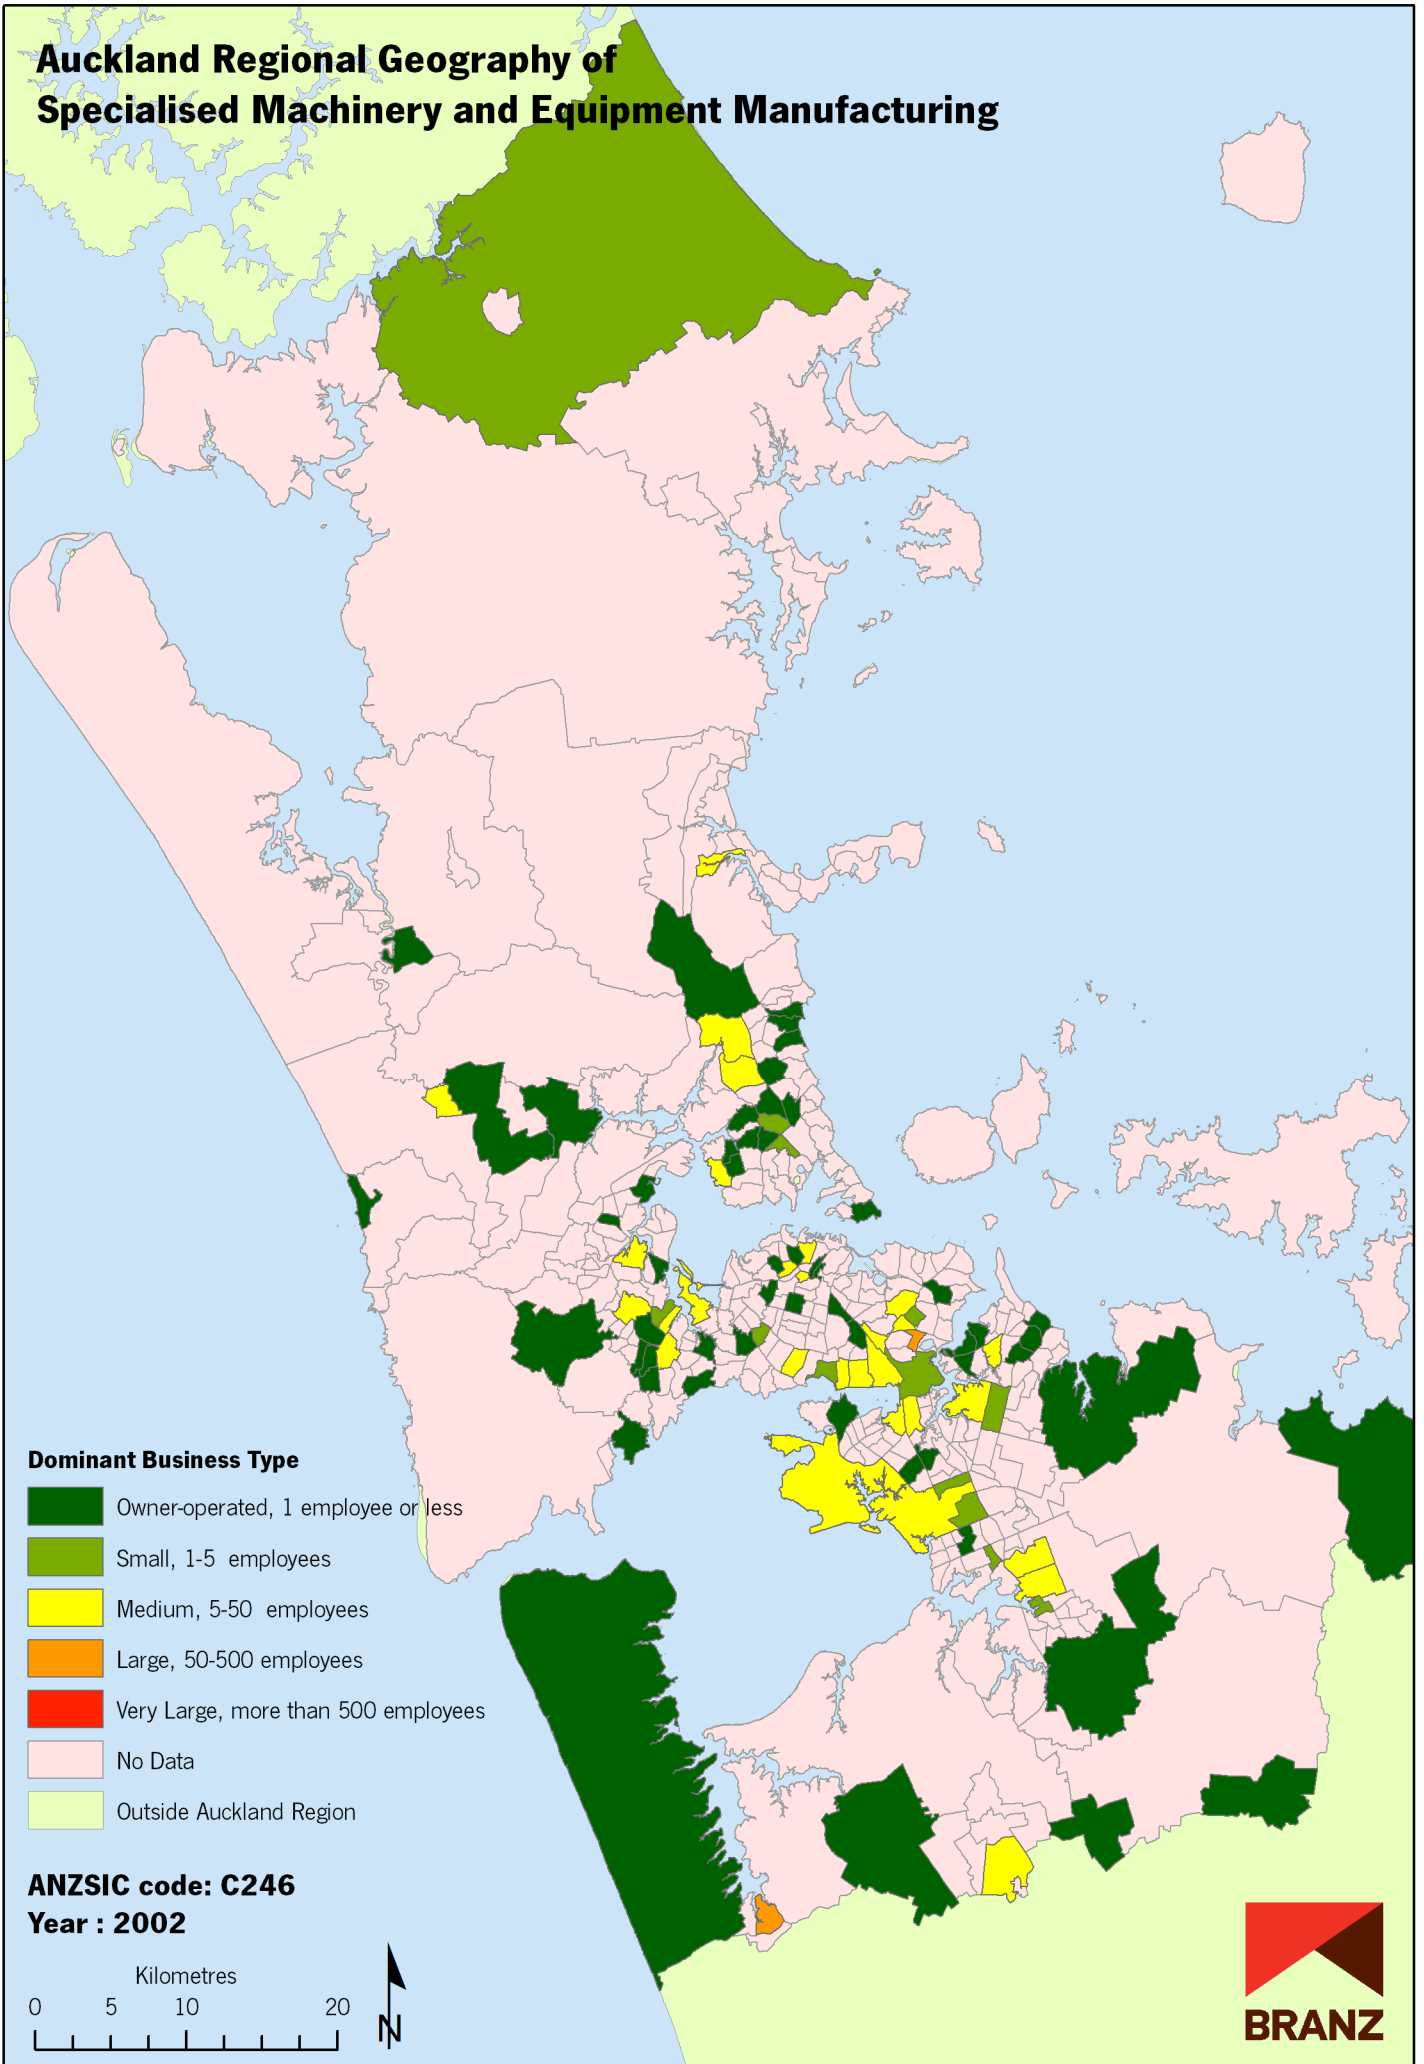 Auckland Regional Geography of
Specialised Machinery and Equipment Manufacturing
Dominant Business Type
Owner-operated, 1 employee or less
Small, 1-5 employees
Medium, 5-50 employees
Large, 50-500 employees
Very Large, more than 500 employees
No Data
Outside Auckland Region
ANZSIC code: C246
Year : 2002
Kilometres
0 5 10 20
N
BRANZ